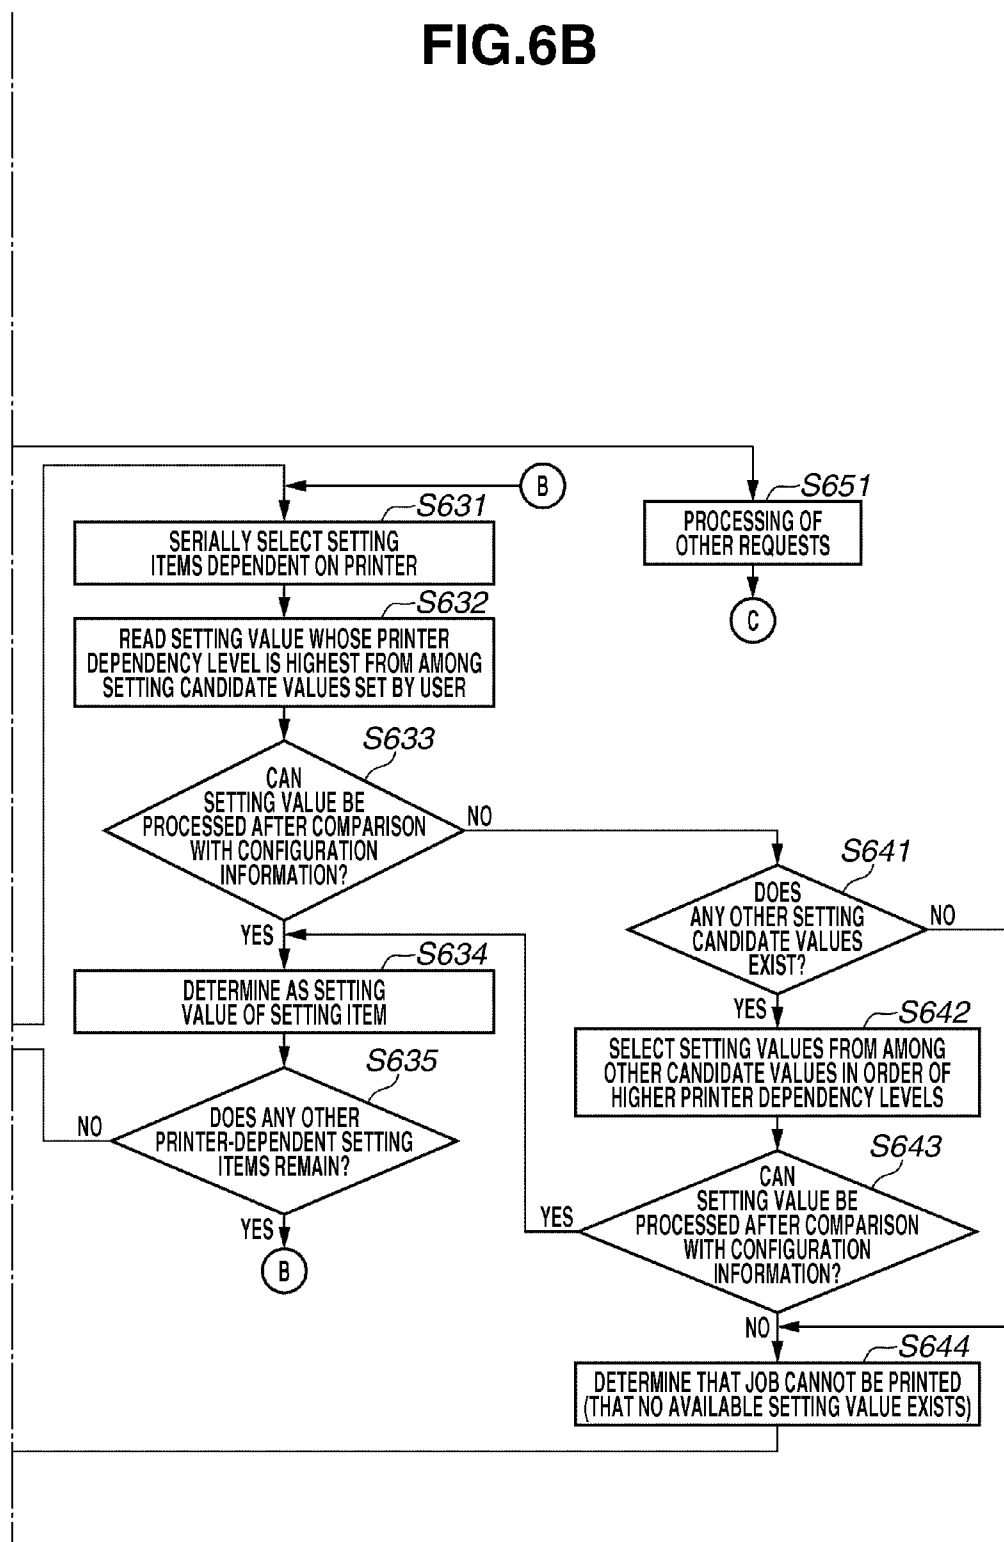 FIG.6B
B
S651
PROCESSING OF
OTHER REQUESTS
C
S631
SERIALLY SELECT SETTING
ITEMS DEPENDENT ON PRINTER
S632
READ SETTING VALUE WHOSE PRINTER
DEPENDENCY LEVEL IS HIGHEST FROM AMONG
SETTING CANDIDATE VALUES SET BY USER
S633
CAN
SETTING VALUE BE
PROCESSED AFTER COMPARISON
WITH CONFIGURATION
INFORMATION?
NO
YES
S634
DETERMINE AS SETTING
VALUE OF SETTING ITEM
S635
DOES ANY OTHER
PRINTER-DEPENDENT SETTING
ITEMS REMAIN?
NO
YES
B
S641
DOES
ANY OTHER SETTING
CANDIDATE VALUES
EXIST?
NO
YES
S642
SELECT SETTING VALUES FROM AMONG
OTHER CANDIDATE VALUES IN ORDER OF
HIGHER PRINTER DEPENDENCY LEVELS
S643
CAN
SETTING VALUE BE
PROCESSED AFTER COMPARISON
WITH CONFIGURATION
INFORMATION?
YES
NO
S644
DETERMINE THAT JOB CANNOT BE PRINTED
(THAT NO AVAILABLE SETTING VALUE EXISTS)